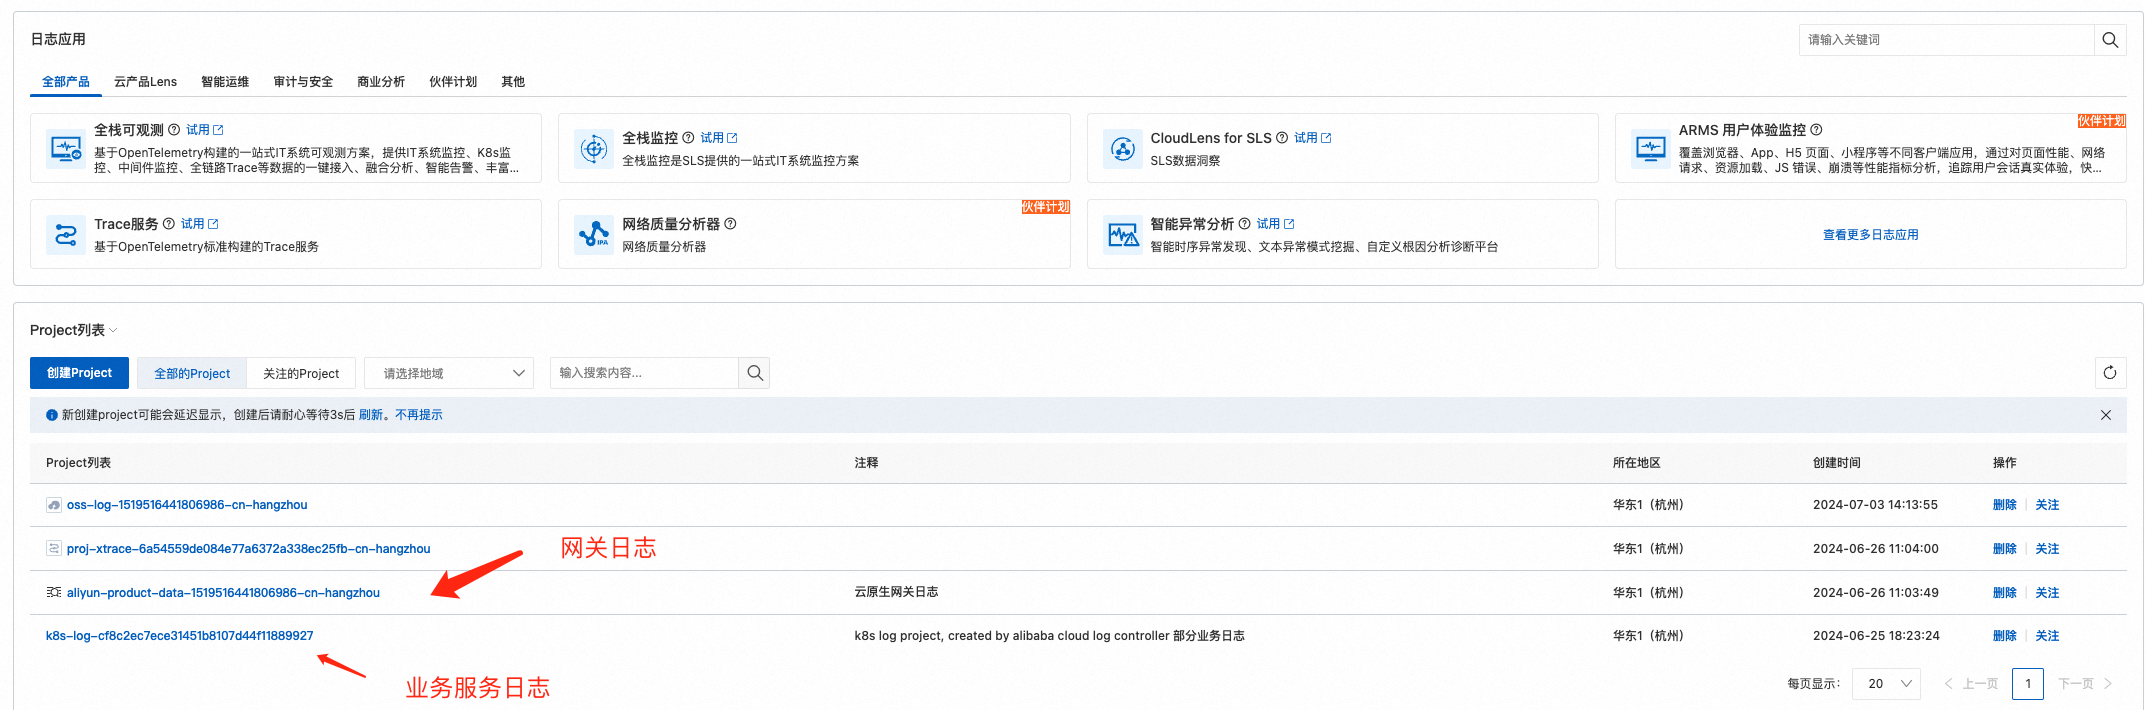 日志应用
请输入关键词
全部产品 云产品Lens 智能运维 审计与安全 商业分析 伙伴计划 其他
全栈可观测 试用
基于OpenTelemetry构建的一站式IT系统可观测方案，提供IT系统监控、K8s监
控、中间件监控、全链路Trace等数据的一键接入、融合分析、智能告警、丰富...
全栈监控 试用
全栈监控是SLS提供的一站式IT系统监控方案
CloudLens for SLS 试用
SLS数据洞察
伙伴计划
ARMS 用户体验监控
覆盖浏览器、App、H5 页面、小程序等不同客户端应用，通过对页面性能、网络
请求、资源加载、JS 错误、崩溃等性能指标分析，追踪用户会话真实体验，快...
Trace服务 试用
基于OpenTelemetry标准构建的Trace服务
伙伴计划
网络质量分析器
IPA
网络质量分析器
智能异常分析 试用
智能时序异常发现、文本异常模式挖掘、自定义根因分析诊断平台
查看更多日志应用
Project列表
创建Project 全部的Project 关注的Project 请选择地域 输入搜索内容...
新创建project可能会延迟显示，创建后请耐心等待3s后 刷新。不再提示
Project列表 注释 所在地区 创建时间 操作
oss-log-1519516441806986-cn-hangzhou 华东1（杭州） 2024-07-03 14:13:55 删除 关注
proj-xtrace-6a54559de084e77a6372a338ec25fb-cn-hangzhou 华东1（杭州） 2024-06-26 11:04:00 删除 关注
网关日志
aliyun-product-data-1519516441806986-cn-hangzhou 云原生网关日志 华东1（杭州） 2024-06-26 11:03:49 删除 关注
k8s-log-cf8c2ec7ece31451b8107d44f11889927 k8s log project, created by alibaba cloud log controller 部分业务日志 华东1（杭州） 2024-06-25 18:23:24 删除 关注
业务服务日志
每页显示： 20 上一页 1 下一页